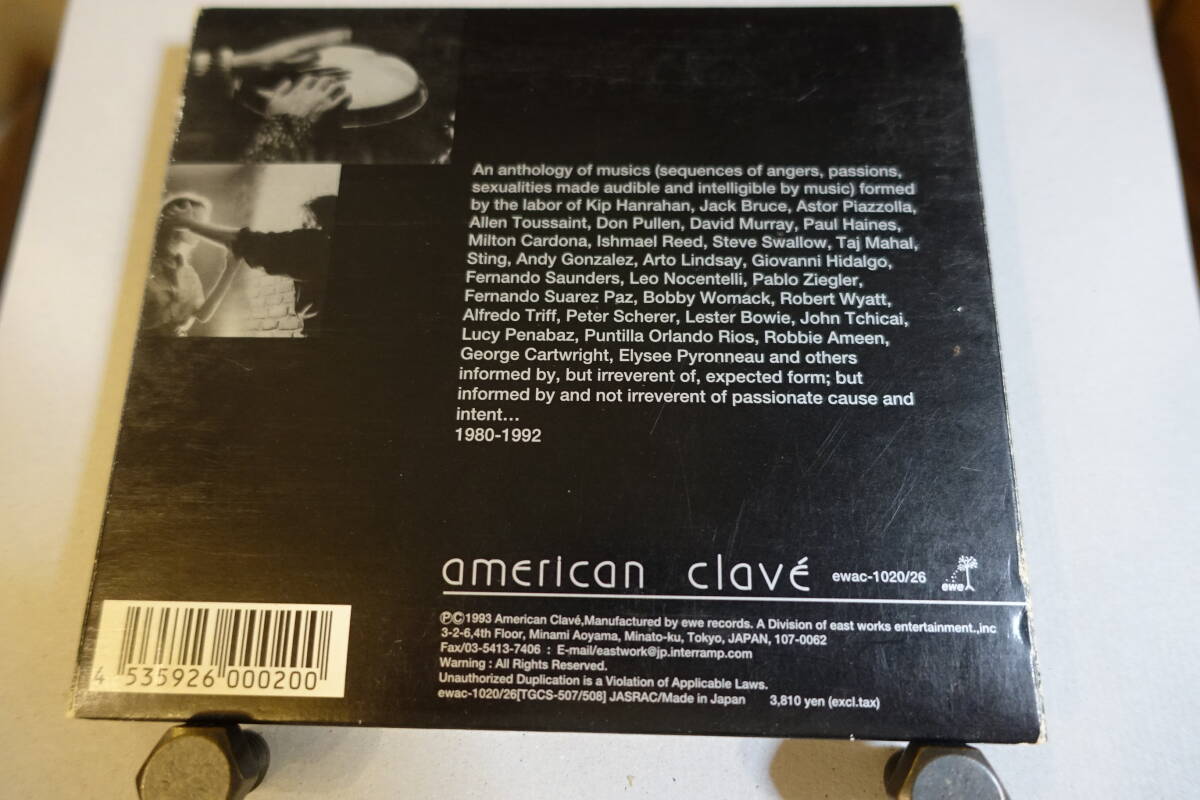 An anthology of musics (sequences of angers, passions,
sexualities made audible and intelligible by music) formed
by the labor of Kip Hanrahan, Jack Bruce, Astor Piazzolla,
Allen Toussaint, Don Pullen, David Murray, Paul Haines,
Milton Cardona, Ishmael Reed, Steve Swallow, Taj Mahal,
Sting, Andy Gonzalez, Arto Lindsay, Giovanni Hidalgo,
Fernando Saunders, Leo Nocentelli, Pablo Ziegler,
Fernando Suarez Paz, Bobby Womack, Robert Wyatt,
Alfredo Triff, Peter Scherer, Lester Bowie, John Tchicai,
Lucy Penabaz, Puntilla Orlando Rios, Robbie Ameen,
George Cartwright, Elysee Pyronneau and others
informed by, but irreverent of, expected form; but
informed by and not irreverent of passionate cause and
intent...
1980-1992
american clavé ewac-1020/26 ewe
ⓅⒸ1993 American Clavé,Manufactured by ewe records. A Division of east works entertainment.,inc
3-2-6,4th Floor, Minami Aoyama, Minato-ku, Tokyo, JAPAN, 107-0062
Fax/03-5413-7406 : E-mail/eastwork@jp.interramp.com
Warning : All Rights Reserved.
Unauthorized Duplication is a Violation of Applicable Laws.
ewac-1020/26[TGCS-507/508] JASRAC/Made in Japan 3,810 yen (excl.tax)
4 535926 000200